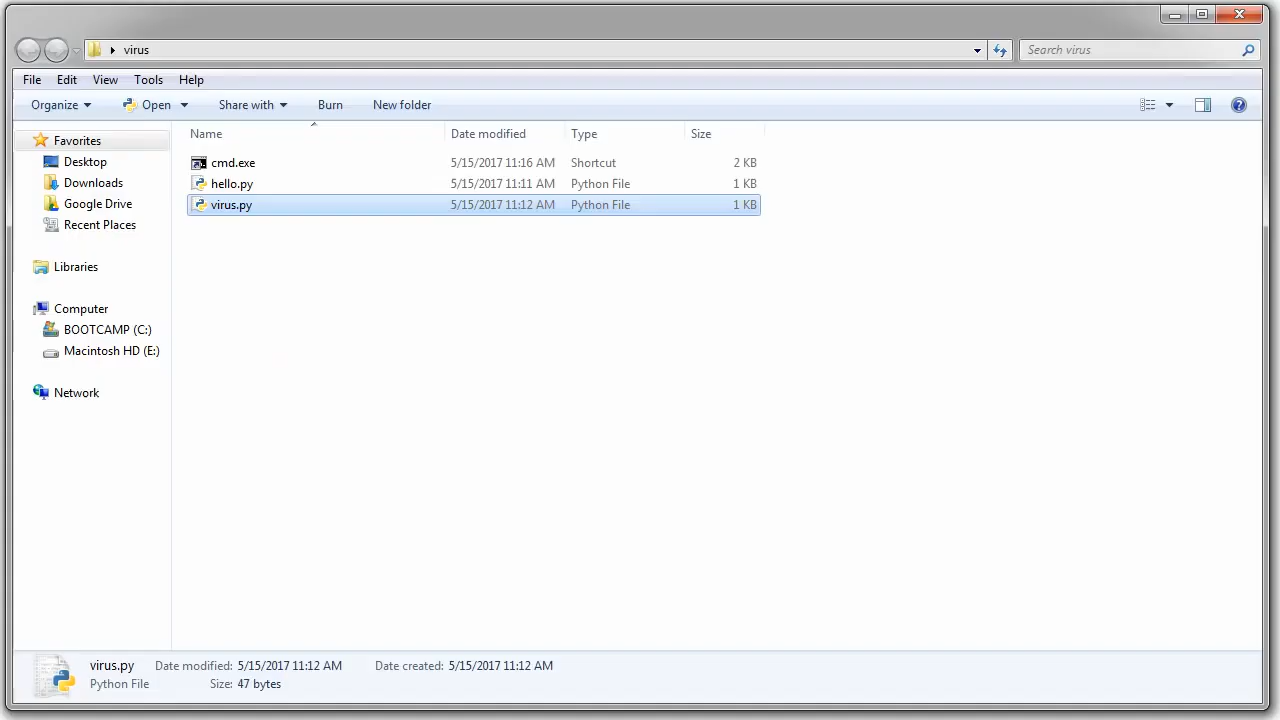 virus
Search virus
File Edit View Tools Help
Organize Open Share with Burn New folder
Name Date modified Type Size
Favorites
Desktop
Downloads
Google Drive
Recent Places
Libraries
Computer
BOOTCAMP (C:)
Macintosh HD (E:)
Network
cmd.exe 5/15/2017 11:16 AM Shortcut 2 KB
hello.py 5/15/2017 11:11 AM Python File 1 KB
virus.py 5/15/2017 11:12 AM Python File 1 KB
virus.py Date modified: 5/15/2017 11:12 AM Date created: 5/15/2017 11:12 AM
Python File Size: 47 bytes